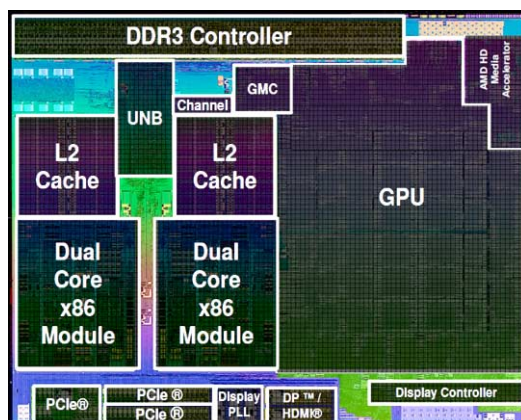 DDR3 Controller
AMD HD
Media
Accelerator
UNB
Channel
GMC
L2
Cache
L2
Cache
GPU
Dual
Core
x86
Module
Dual
Core
x86
Module
PCIe®
PCIe ®
PCIe ®
Display
PLL
DP ™ /
HDMI®
Display Controller